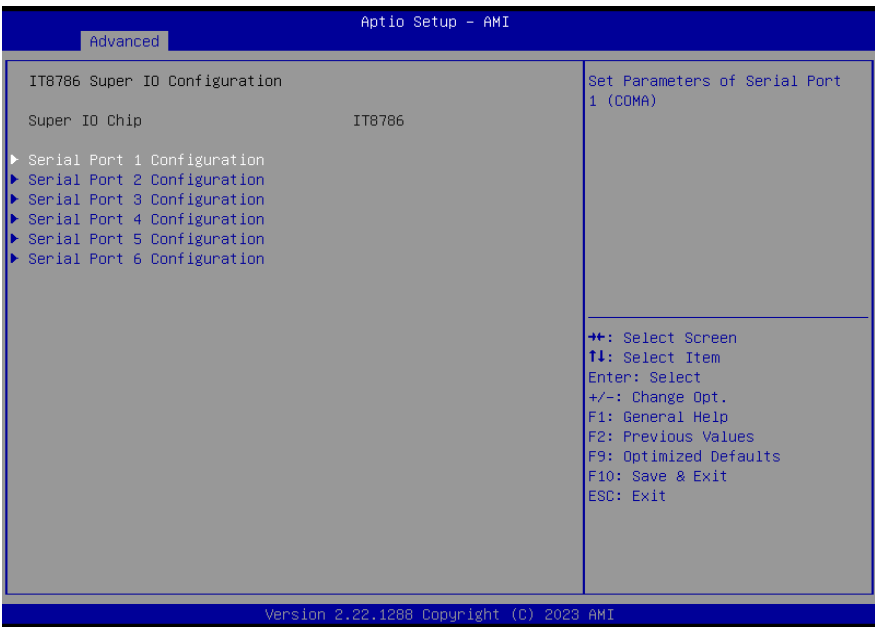 Aptio Setup – AMI
Advanced
IT8786 Super IO Configuration
Super IO Chip IT8786
▶ Serial Port 1 Configuration
▶ Serial Port 2 Configuration
▶ Serial Port 3 Configuration
▶ Serial Port 4 Configuration
▶ Serial Port 5 Configuration
▶ Serial Port 6 Configuration
Set Parameters of Serial Port
1 (COMA)
→←: Select Screen
↑↓: Select Item
Enter: Select
+/-: Change Opt.
F1: General Help
F2: Previous Values
F9: Optimized Defaults
F10: Save & Exit
ESC: Exit
Version 2.22.1288 Copyright (C) 2023 AMI